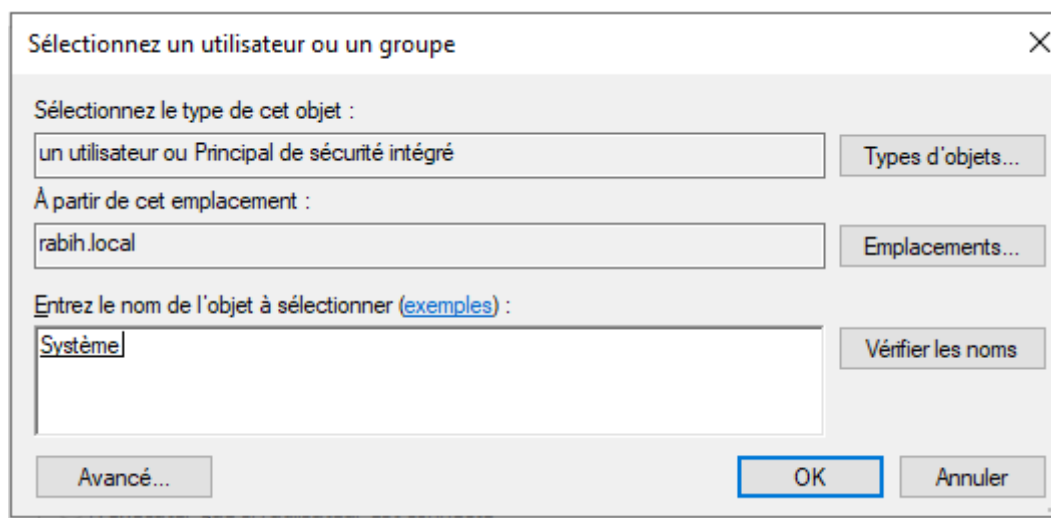 Sélectionnez un utilisateur ou un groupe
Sélectionnez le type de cet objet :
un utilisateur ou Principal de sécurité intégré
Types d'objets...
À partir de cet emplacement :
rabih.local
Emplacements...
Entrez le nom de l'objet à sélectionner (exemples) :
Système
Vérifier les noms
Avancé...
OK
Annuler